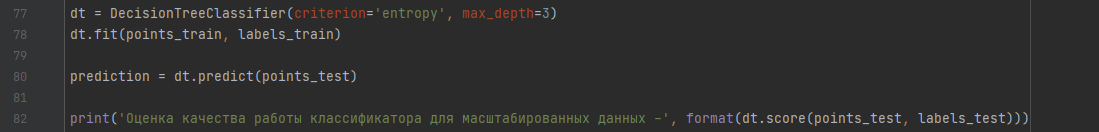 77 dt = DecisionTreeClassifier(criterion='entropy', max_depth=3)
78 dt.fit(points_train, labels_train)
79
80 prediction = dt.predict(points_test)
81
82 print('Оценка качества работы классификатора для масштабированных данных –', format(dt.score(points_test, labels_test)))